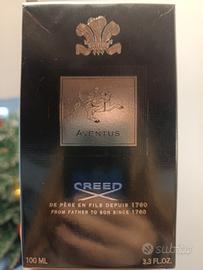 AVENTUS
CREED
DE PÈRE EN FILS DEPUIS 1760
FROM FATHER TO SON SINCE 1760
100 ML
3.3 FL.OZ.
subito